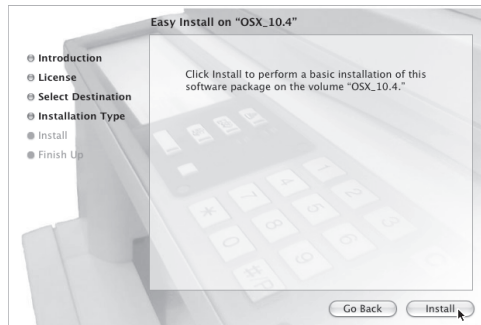 Easy Install on “OSX_10.4”
Introduction
License
Select Destination
Installation Type
Install
Finish Up
Click Install to perform a basic installation of this
software package on the volume “OSX_10.4.”
Go Back
Install